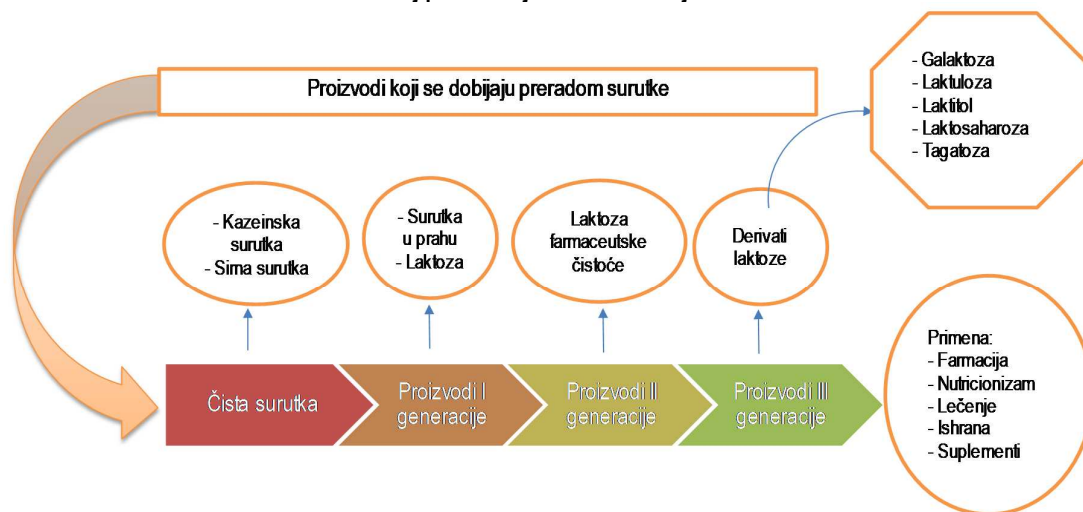 Proizvodi koji se dobijaju preradom surutke
- Galaktoza
- Laktuloza
- Laktitol
- Laktosaharoza
- Tagatoza
- Kazeinska
surutka
- Sirna surutka
- Surutka
u prahu
- Laktoza
Laktoza
farmaceutske
čistoće
Derivati
laktoze
Čista surutka
Proizvodi I
generacije
Proizvodi II
generacije
Proizvodi III
generacije
Primena:
- Farmacija
- Nutricionizam
- Lečenje
- Ishrana
- Suplementi